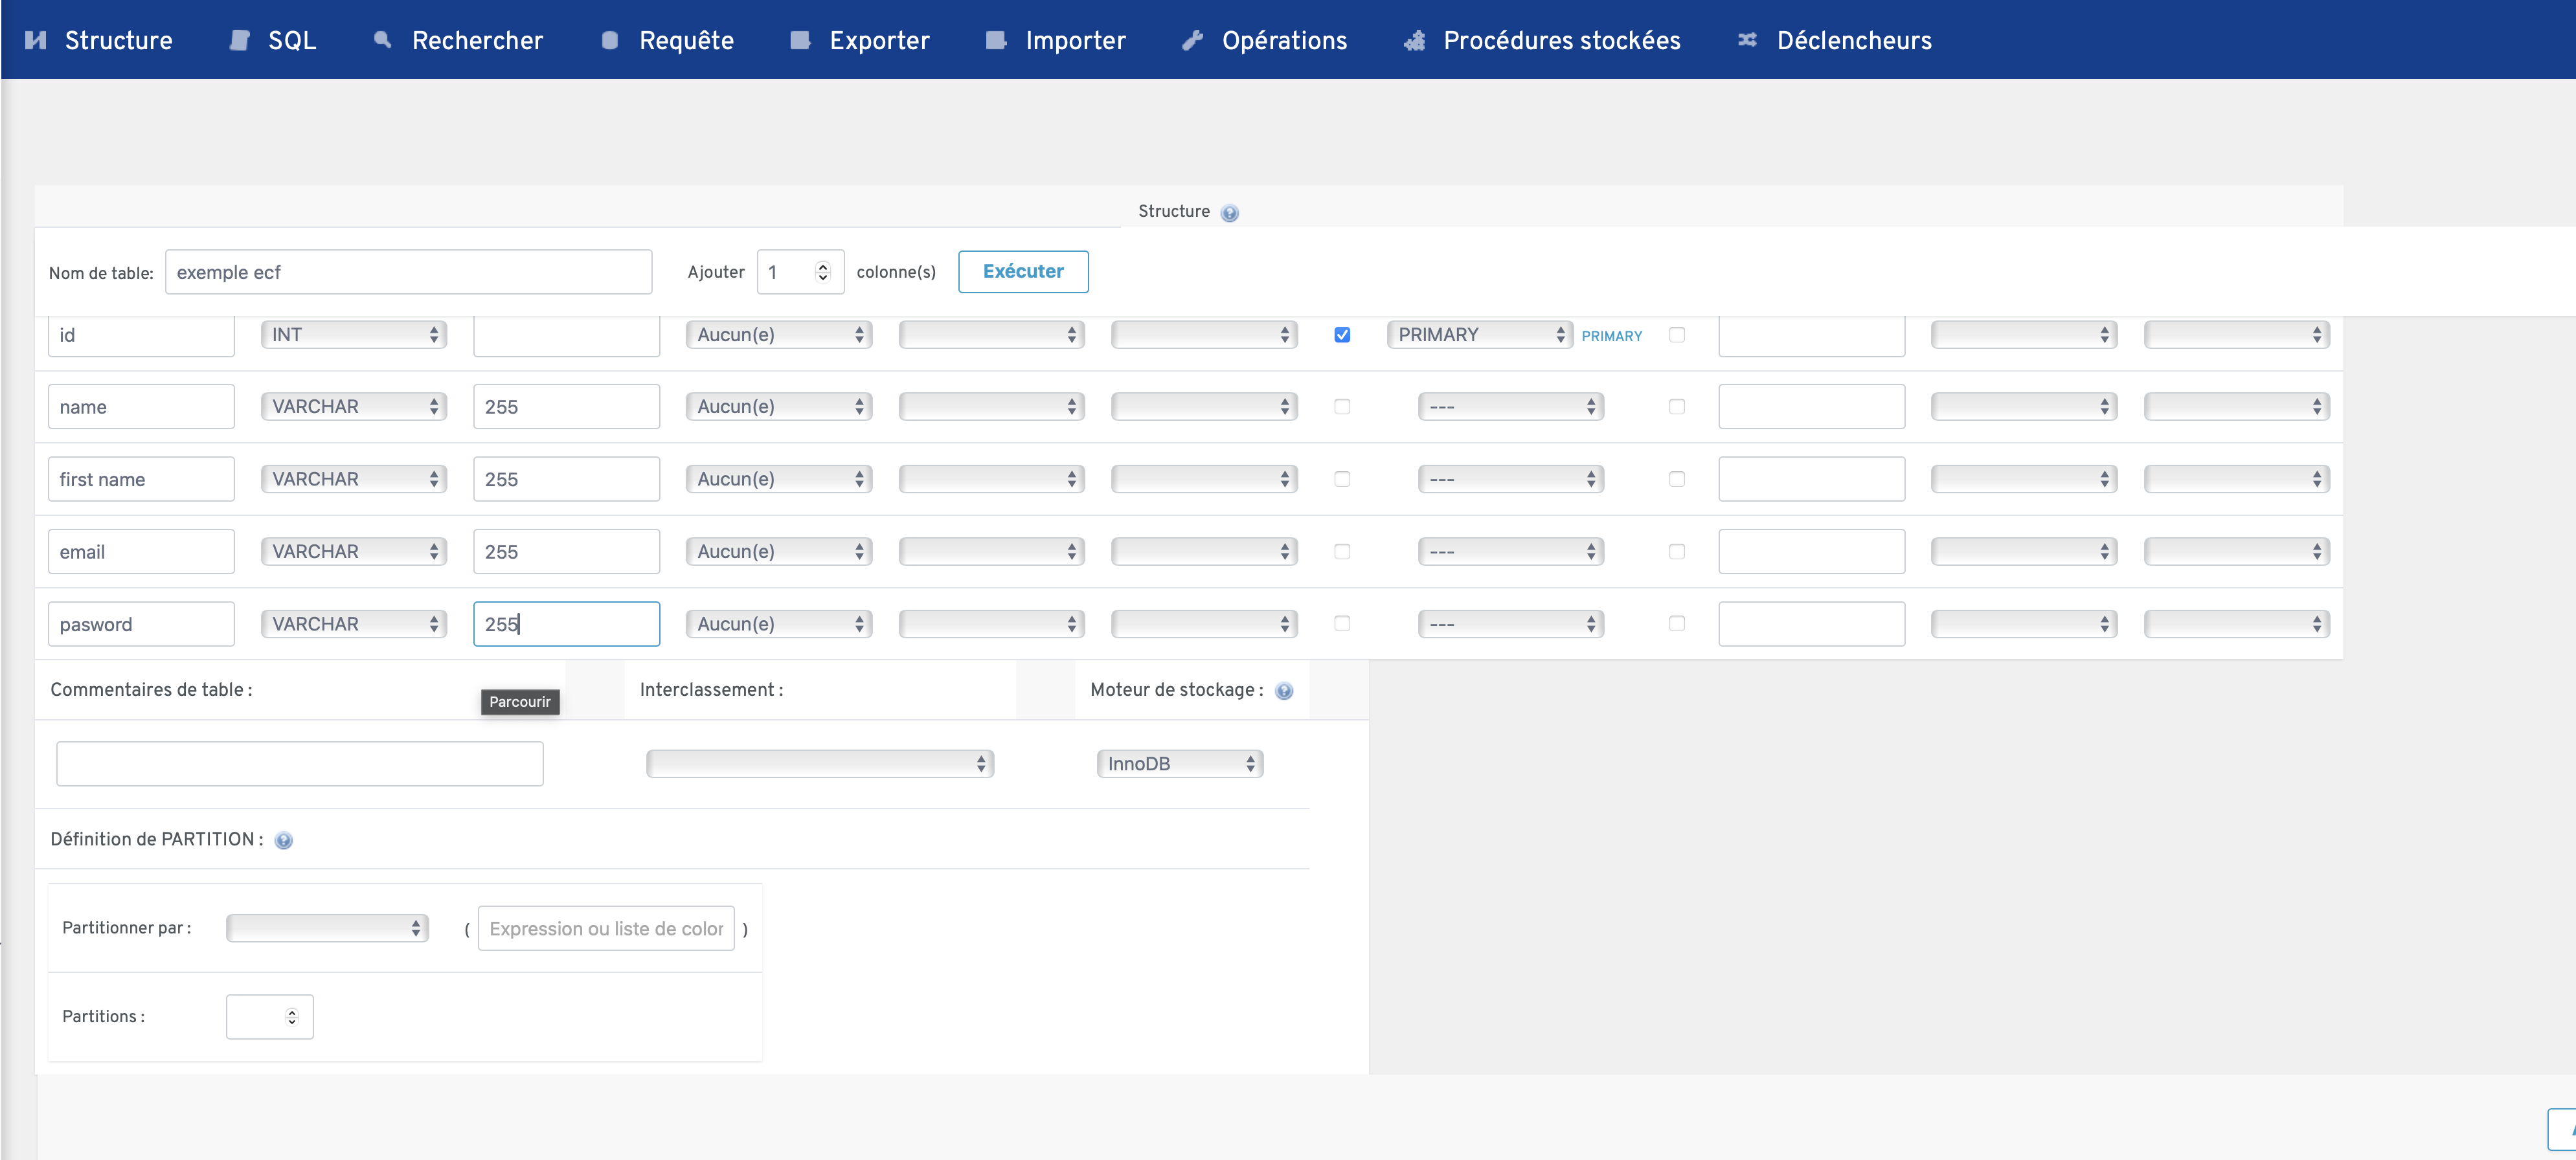 Structure SQL Rechercher Requête Exporter Importer Opérations Procédures stockées Déclencheurs
Structure
Nom de table: exemple ecf Ajouter 1 colonne(s) Exécuter
id INT Aucun(e) PRIMARY PRIMARY
name VARCHAR 255 Aucun(e) ---
first name VARCHAR 255 Aucun(e) ---
email VARCHAR 255 Aucun(e) ---
pasword VARCHAR 255 Aucun(e) ---
Commentaires de table : Interclassement : Moteur de stockage :
Parcourir
InnoDB
Définition de PARTITION :
Partitionner par : ( Expression ou liste de color )
Partitions :